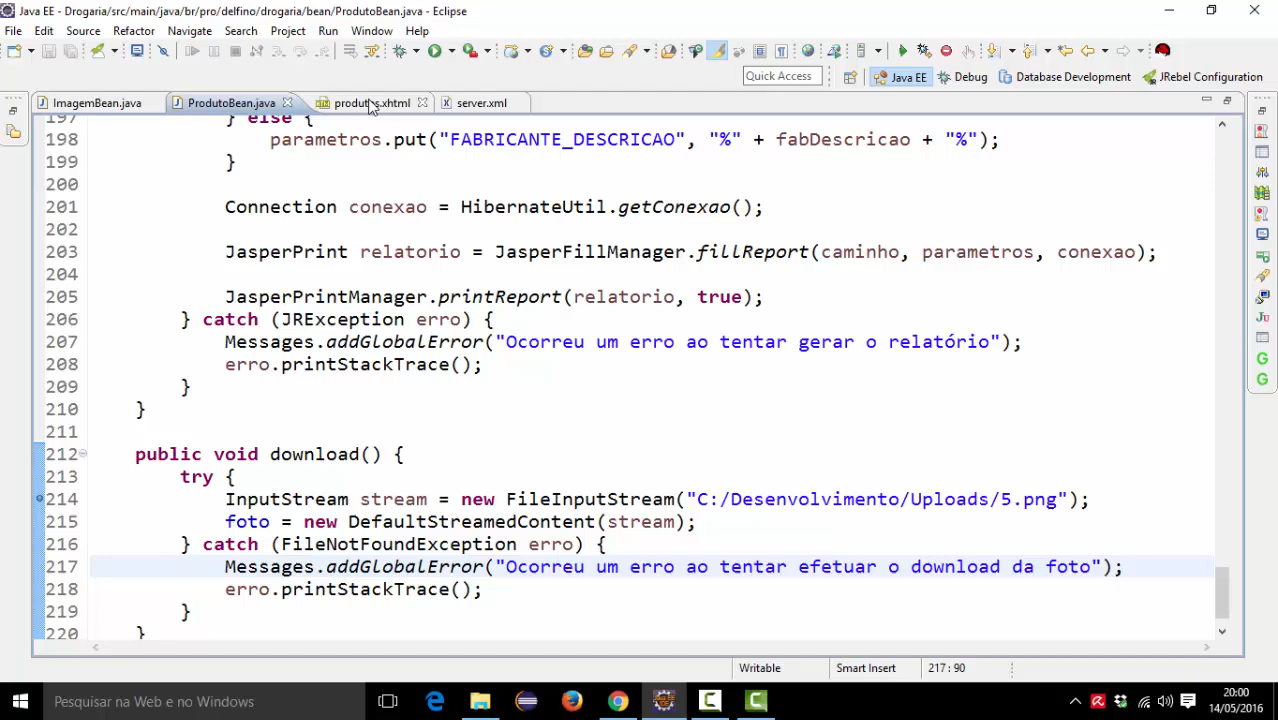 Java EE - Drogaria/src/main/java/br/pro/delfino/drogaria/bean/ProdutoBean.java - Eclipse
File Edit Source Refactor Navigate Search Project Run Window Help
Quick Access Java EE Debug Database Development JRebel Configuration
ImagemBean.java ProdutoBean.java produtos.xhtml server.xml
197 } else {
198 parametros.put("FABRICANTE_DESCRICAO", "%" + fabDescricao + "%");
199 }
200
201 Connection conexao = HibernateUtil.getConexao();
202
203 JasperPrint relatorio = JasperFillManager.fillReport(caminho, parametros, conexao);
204
205 JasperPrintManager.printReport(relatorio, true);
206 } catch (JRException erro) {
207 Messages.addGlobalError("Ocorreu um erro ao tentar gerar o relatório");
208 erro.printStackTrace();
209 }
210 }
211
212 public void download() {
213 try {
214 InputStream stream = new FileInputStream("C:/Desenvolvimento/Uploads/5.png");
215 foto = new DefaultStreamedContent(stream);
216 } catch (FileNotFoundException erro) {
217 Messages.addGlobalError("Ocorreu um erro ao tentar efetuar o download da foto");
218 erro.printStackTrace();
219 }
220 }
Writable Smart Insert 217 : 90
Pesquisar na Web e no Windows
20:00
14/05/2016